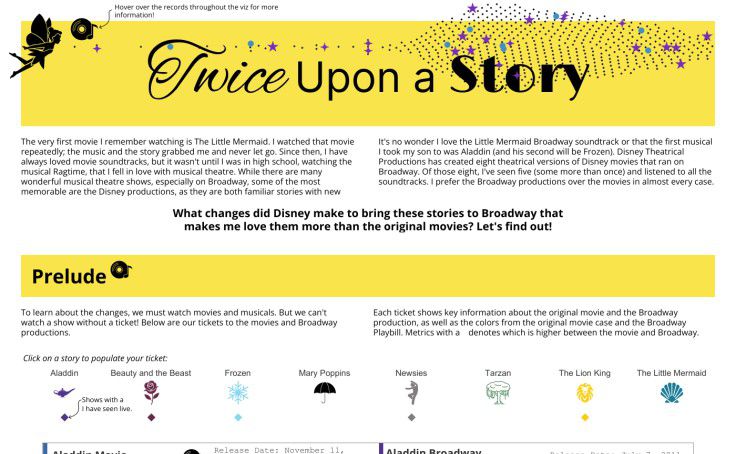 Hover over the records throughout the viz for more
information!
Twice Upon a Story
The very first movie I remember watching is The Little Mermaid. I watched that movie
repeatedly; the music and the story grabbed me and never let go. Since then, I have
always loved movie soundtracks, but it wasn't until I was in high school, watching the
musical Ragtime, that I fell in love with musical theatre. While there are many
wonderful musical theatre shows, especially on Broadway, some of the most
memorable are the Disney productions, as they are both familiar stories with new
It's no wonder I love the Little Mermaid Broadway soundtrack or that the first musical
I took my son to was Aladdin (and his second will be Frozen). Disney Theatrical
Productions has created eight theatrical versions of Disney movies that ran on
Broadway. Of those eight, I've seen five (some more than once) and listened to all the
soundtracks. I prefer the Broadway productions over the movies in almost every case.
What changes did Disney make to bring these stories to Broadway that
makes me love them more than the original movies? Let's find out!
Prelude
To learn about the changes, we must watch movies and musicals. But we can't
watch a show without a ticket! Below are our tickets to the movies and Broadway
productions.
Each ticket shows key information about the original movie and the Broadway
production, as well as the colors from the original movie case and the Broadway
Playbill. Metrics with a denotes which is higher between the movie and Broadway.
Click on a story to populate your ticket:
Aladdin Beauty and the Beast Frozen Mary Poppins Newsies Tarzan The Lion King The Little Mermaid
Shows with a
I have seen live.
Aladdin Movie
Release Date: November 11,
Aladdin Broadway
Release Date: July 7, 2011